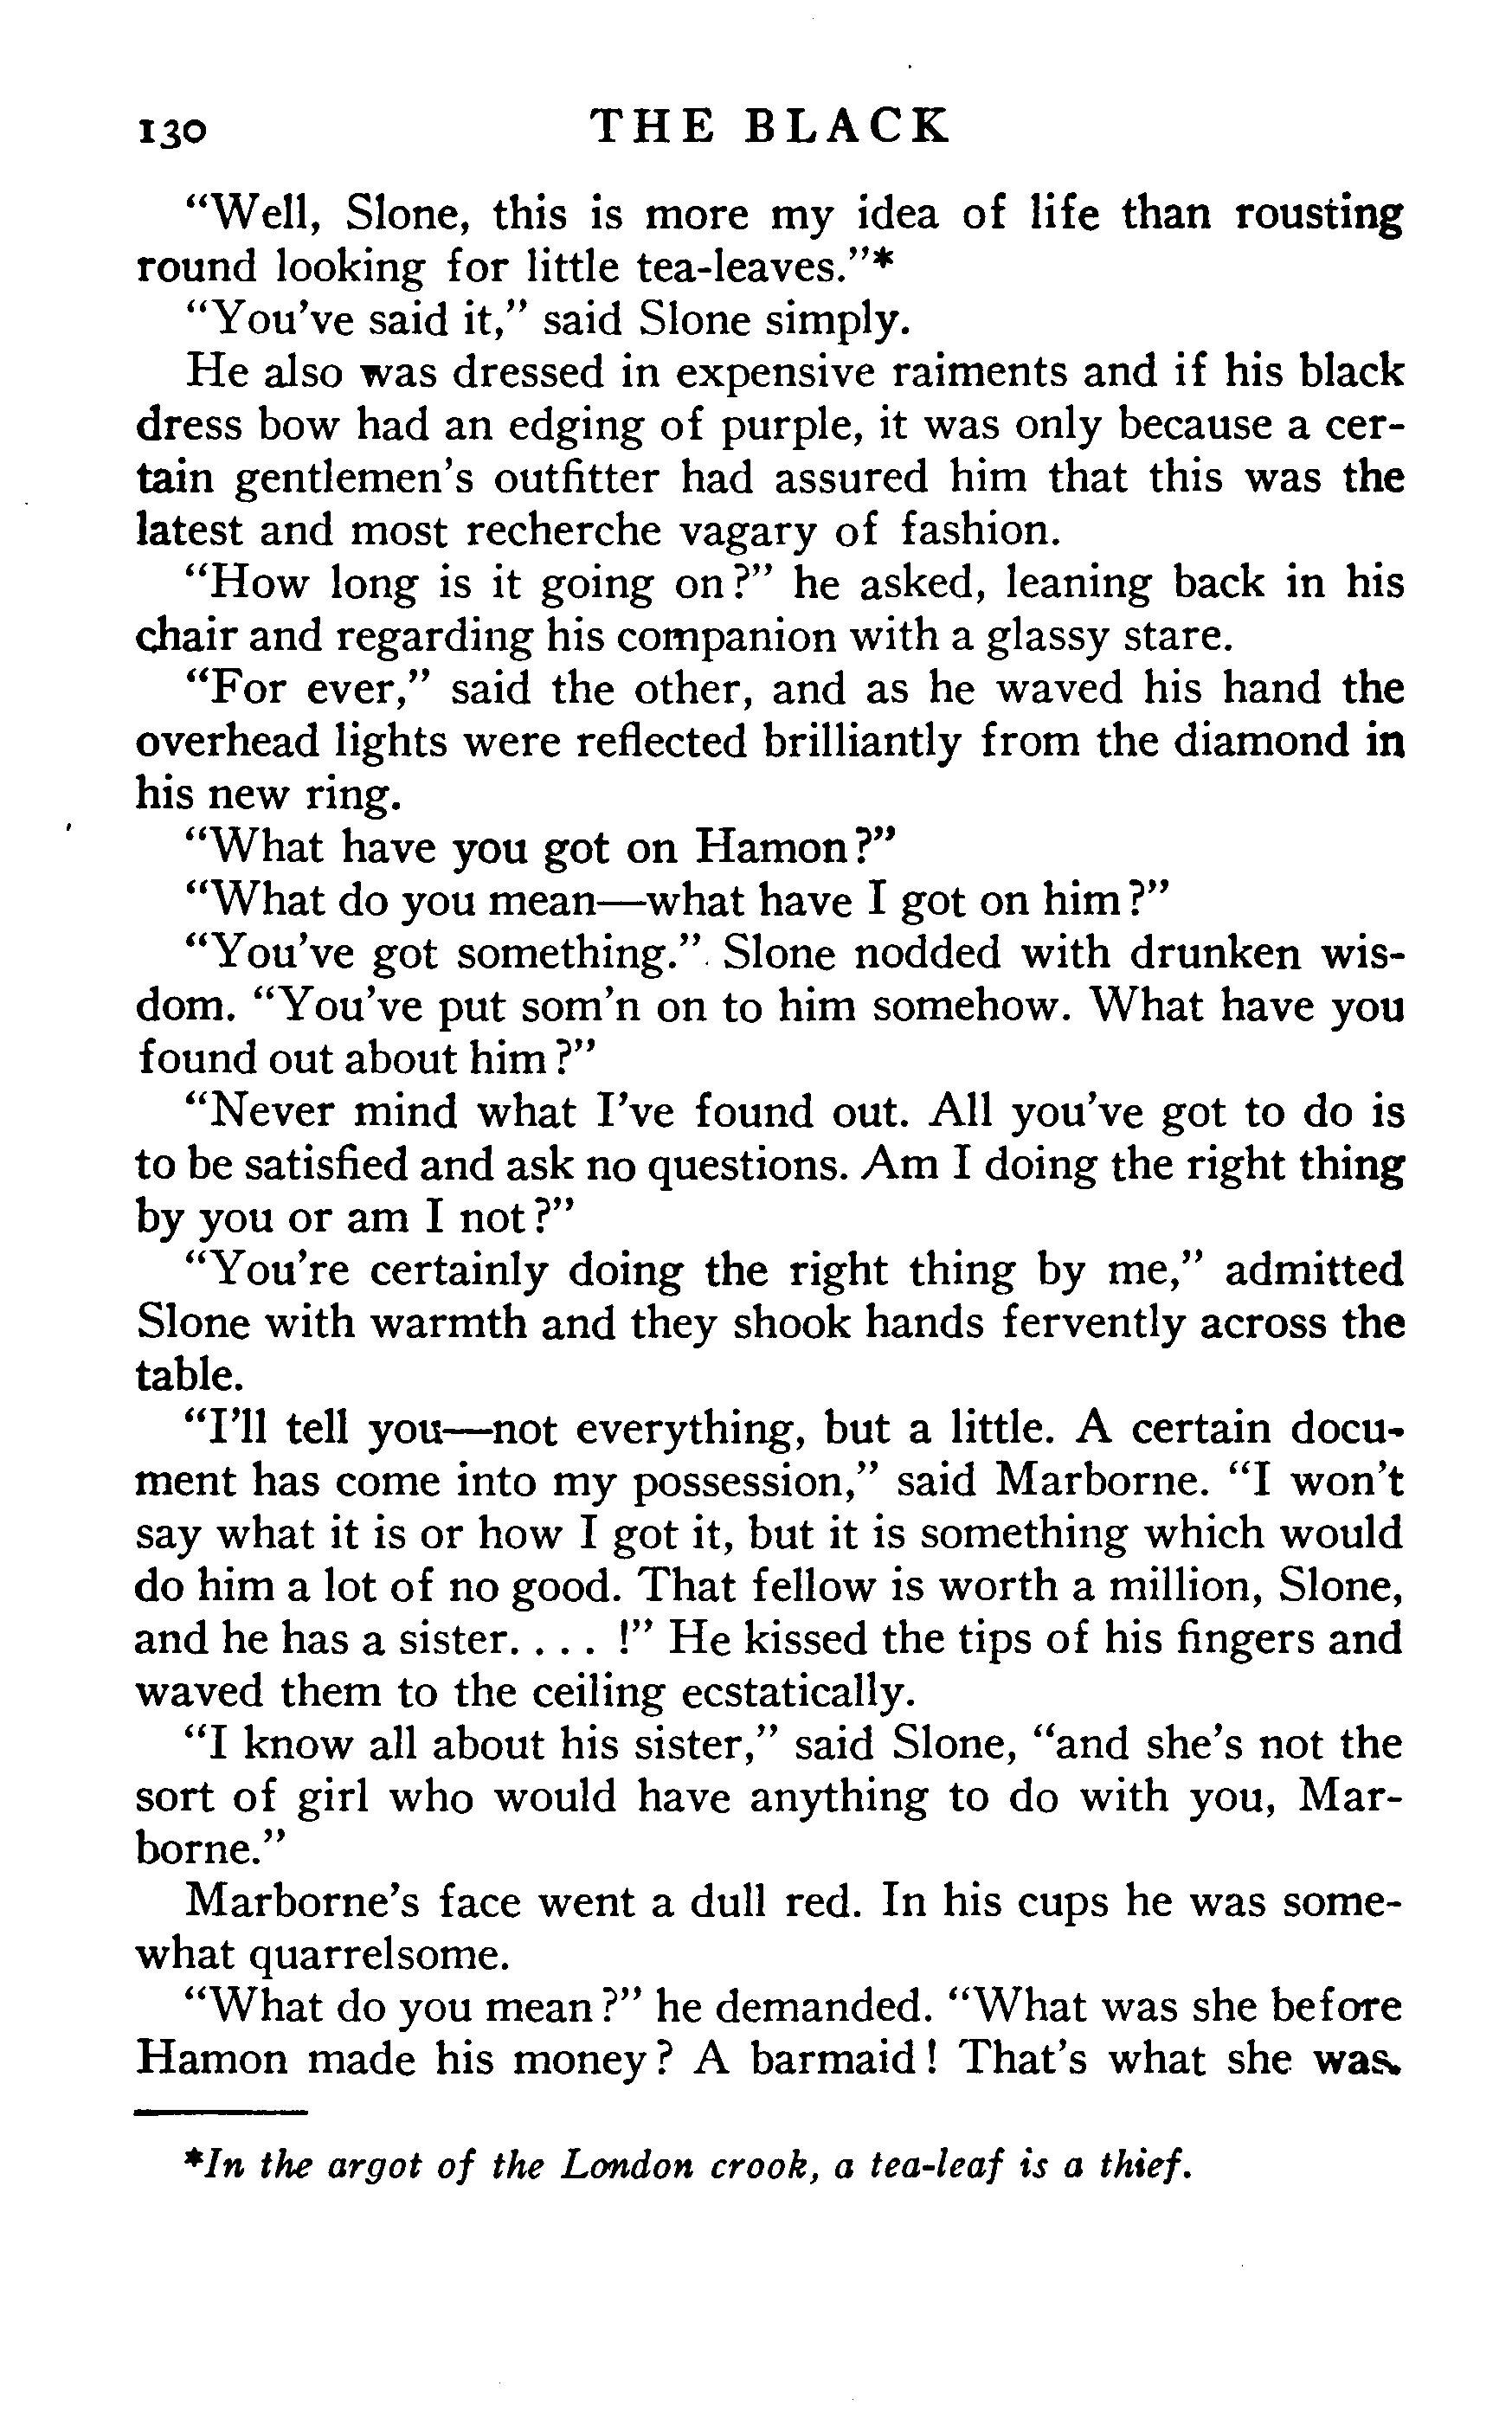 130 THE BLACK
“Well, Slone, this is more my idea of life than rousting
round looking for little tea-leaves.”*
“You’ve said it,” said Slone simply.
He also was dressed in expensive raiments and if his black
dress bow had an edging of purple, it was only because a cer-
tain gentlemen’s outfitter had assured him that this was the
latest and most recherche vagary of fashion.
“How long is it going on?” he asked, leaning back in his
chair and regarding his companion with a glassy stare.
“For ever,” said the other, and as he waved his hand the
overhead lights were reflected brilliantly from the diamond in
his new ring.
“What have you got on Hamon?”
“What do you mean—what have I got on him?”
“You’ve got something.” Slone nodded with drunken wis-
dom. “You’ve put som’n on to him somehow. What have you
found out about him?”
“Never mind what I’ve found out. All you’ve got to do is
to be satisfied and ask no questions. Am I doing the right thing
by you or am I not?”
“You’re certainly doing the right thing by me,” admitted
Slone with warmth and they shook hands fervently across the
table.
“I’ll tell you—not everything, but a little. A certain docu-
ment has come into my possession,” said Marborne. “I won’t
say what it is or how I got it, but it is something which would
do him a lot of no good. That fellow is worth a million, Slone,
and he has a sister. . . . !” He kissed the tips of his fingers and
waved them to the ceiling ecstatically.
“I know all about his sister,” said Slone, “and she’s not the
sort of girl who would have anything to do with you, Mar-
borne.”
Marborne’s face went a dull red. In his cups he was some-
what quarrelsome.
“What do you mean?” he demanded. “What was she before
Hamon made his money? A barmaid! That’s what she was.
*In the argot of the London crook, a tea-leaf is a thief.